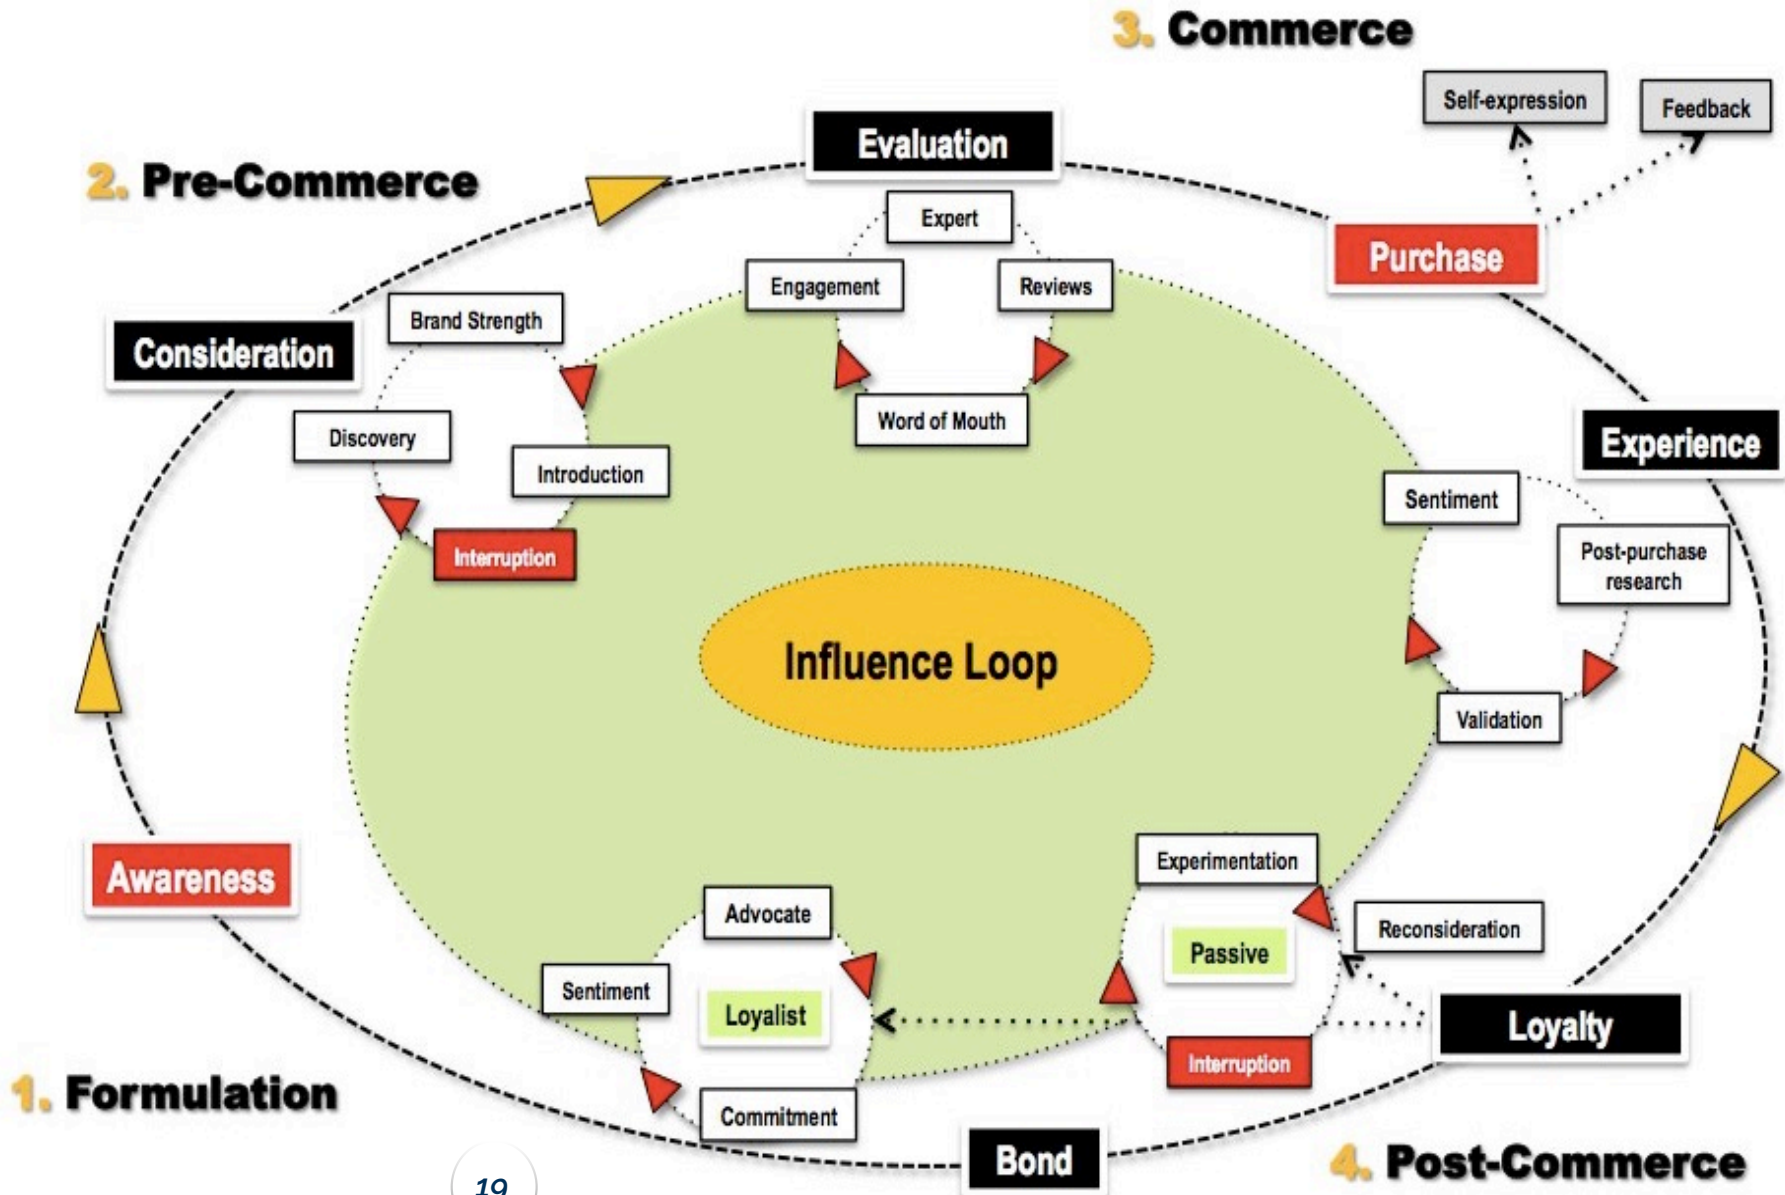 3. Commerce
Self-expression
Feedback
Evaluation
2. Pre-Commerce
Expert
Purchase
Engagement
Reviews
Brand Strength
Consideration
Word of Mouth
Discovery
Experience
Introduction
Sentiment
Interruption
Post-purchase
research
Influence Loop
Validation
Experimentation
Awareness
Advocate
Reconsideration
Passive
Sentiment
Loyalist
Loyalty
Interruption
1. Formulation
Commitment
Bond
4. Post-Commerce
19